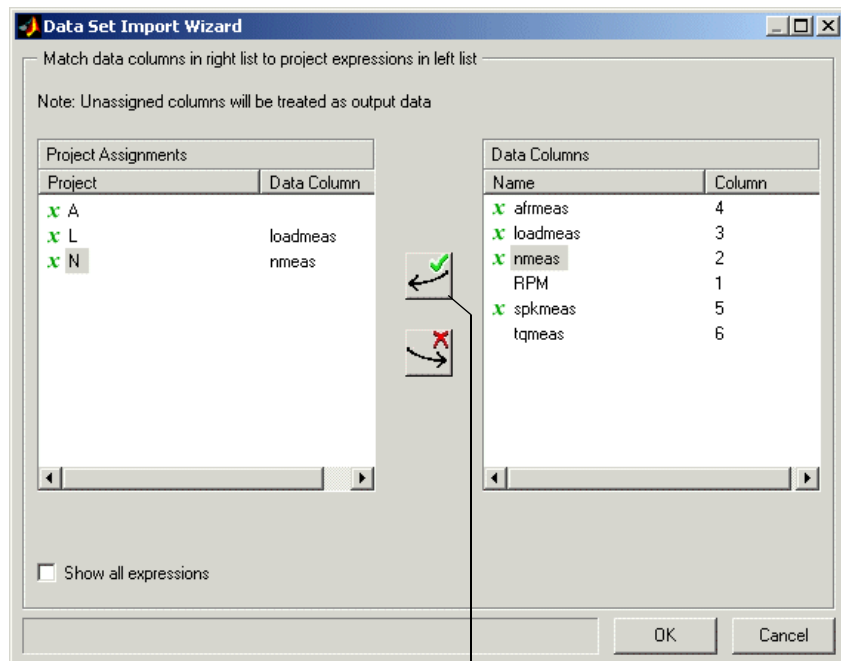 Data Set Import Wizard
Match data columns in right list to project expressions in left list
Note: Unassigned columns will be treated as output data
Project Assignments
Project Data Column
x A
x L loadmeas
x N nmeas
Data Columns
Name Column
x afrmeas 4
x loadmeas 3
x nmeas 2
RPM 1
x spkmeas 5
tqmeas 6
Show all expressions
OK Cancel